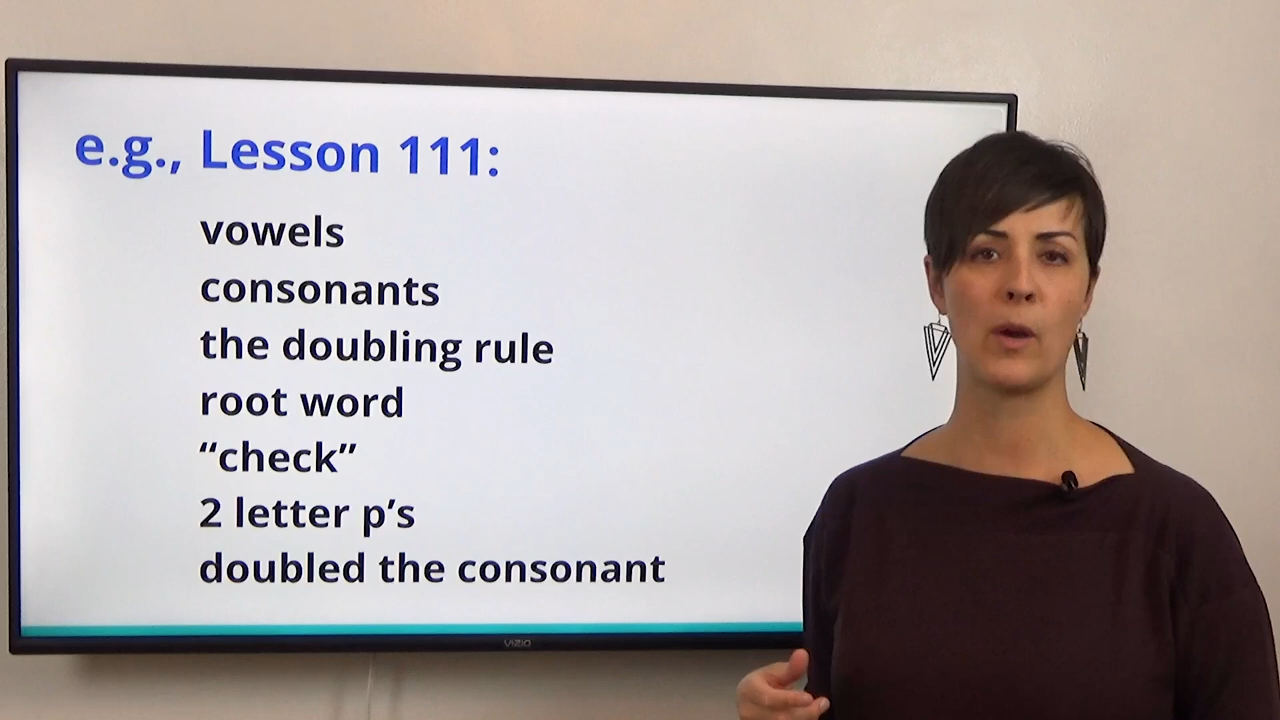 e.g., Lesson 111:
vowels
consonants
the doubling rule
root word
“check”
2 letter p’s
doubled the consonant
VIZIO